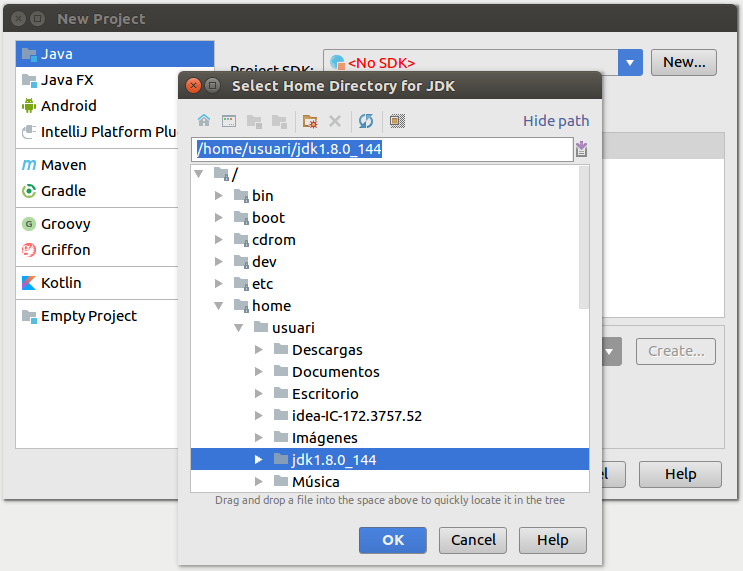 New Project
Java
Java FX
Android
IntelliJ Platform Plu
Maven
Gradle
Groovy
Griffon
Kotlin
Empty Project
Project SDK:
<No SDK>
New...
Select Home Directory for JDK
Hide path
/home/usuari/jdk1.8.0_144
/
bin
boot
cdrom
dev
etc
home
usuari
Descargas
Documentos
Escritorio
idea-IC-172.3757.52
Imágenes
jdk1.8.0_144
Música
Drag and drop a file into the space above to quickly locate it in the tree
OK
Cancel
Help
Create...
el
Help